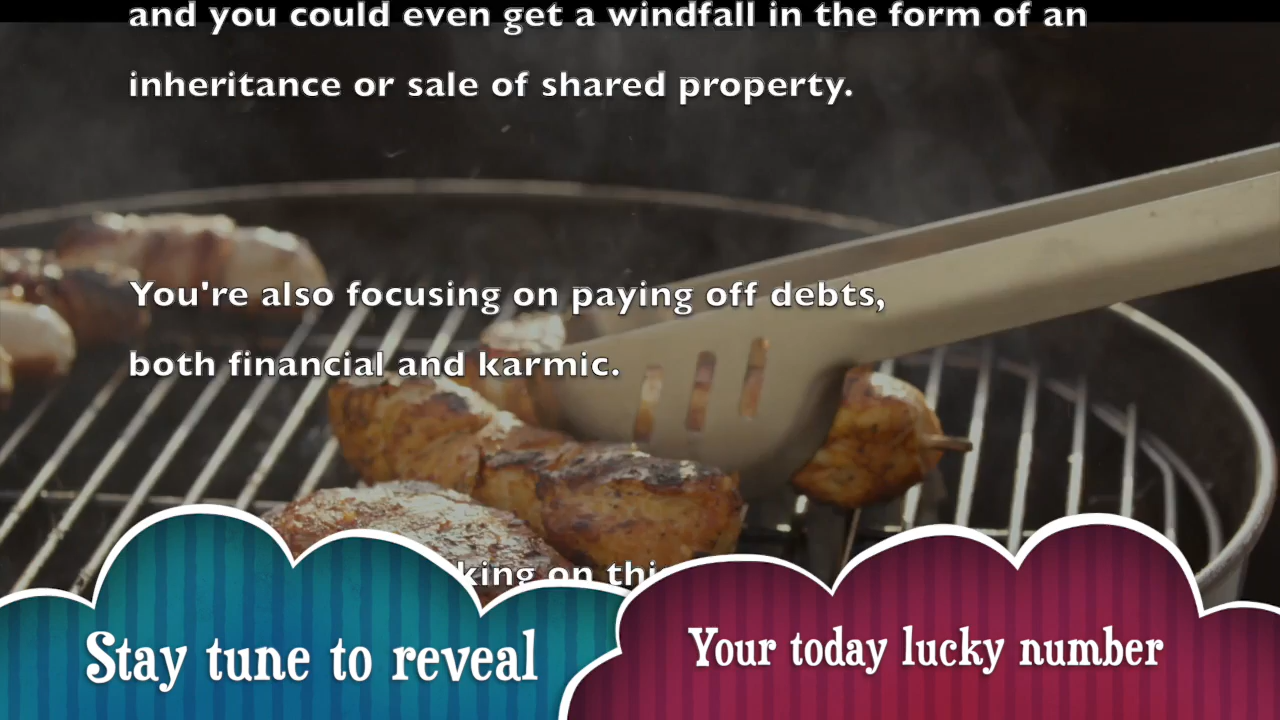 and you could even get a windfall in the form of an
inheritance or sale of shared property.
You're also focusing on paying off debts,
both financial and karmic.
on
Stay tune to reveal
Your today lucky number